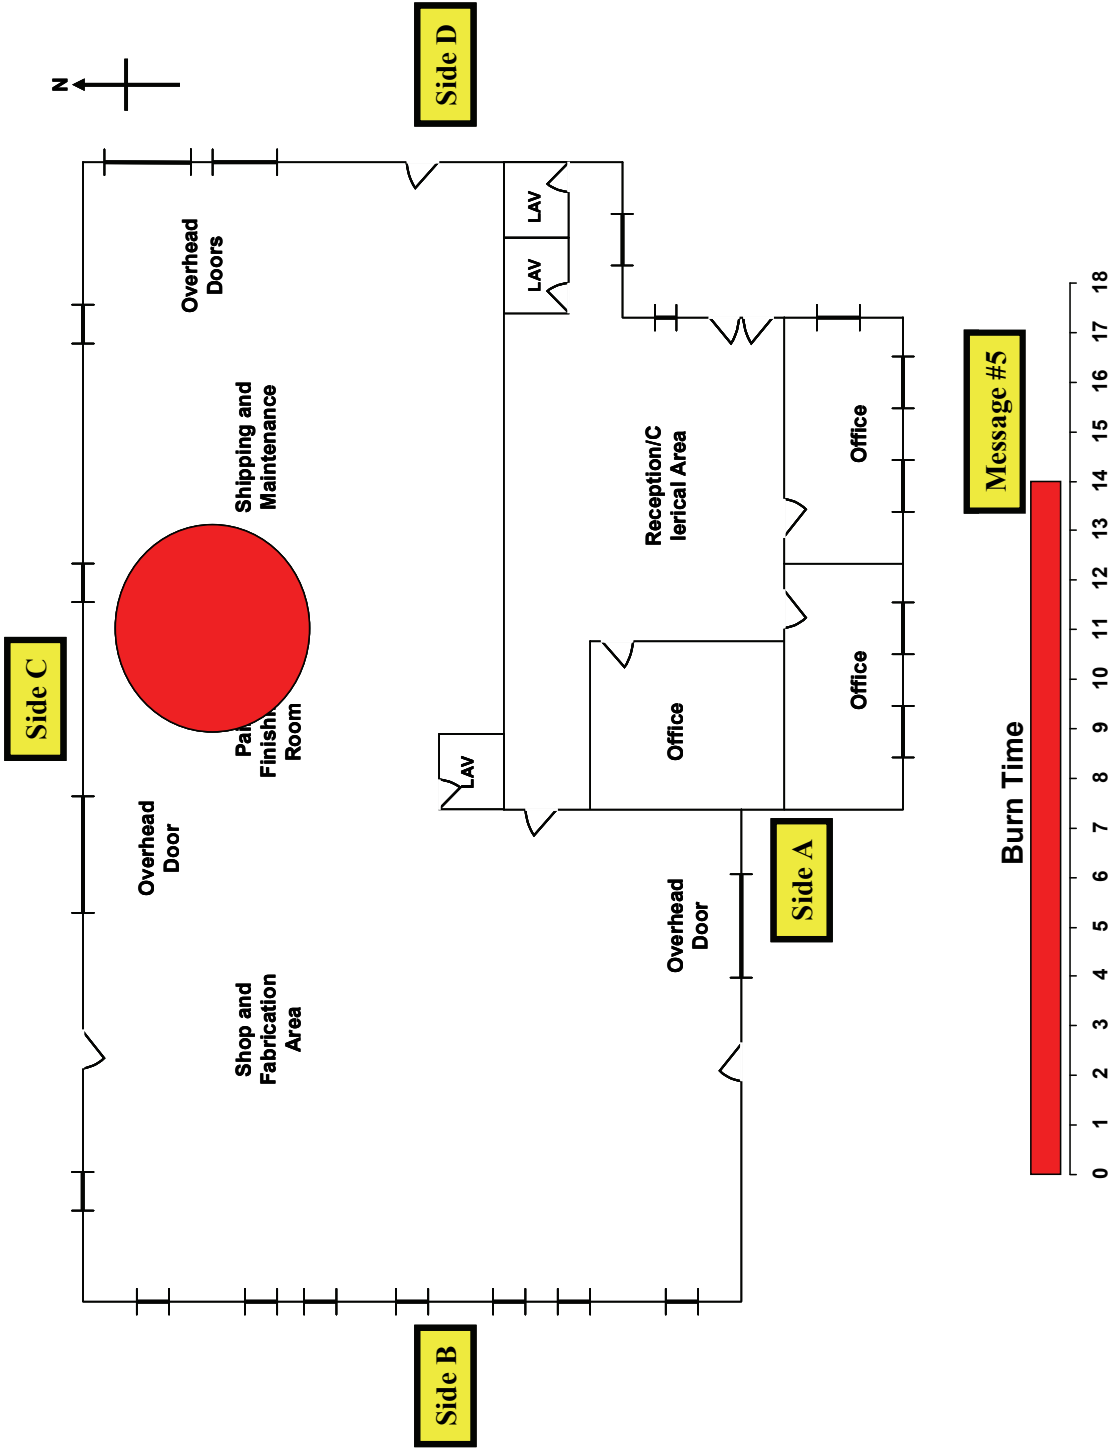 Side C
N
Overhead
Door
Overhead
Doors
Shop and
Fabrication
Area
Pai
Finishi
Room
Shipping and
Maintenance
Side B
LAV
Side D
LAV
LAV
Overhead
Door
Office
Reception/C
lerical Area
Side A
Office
Office
Message #5
Burn Time
0 1 2 3 4 5 6 7 8 9 10 11 12 13 14 15 16 17 18